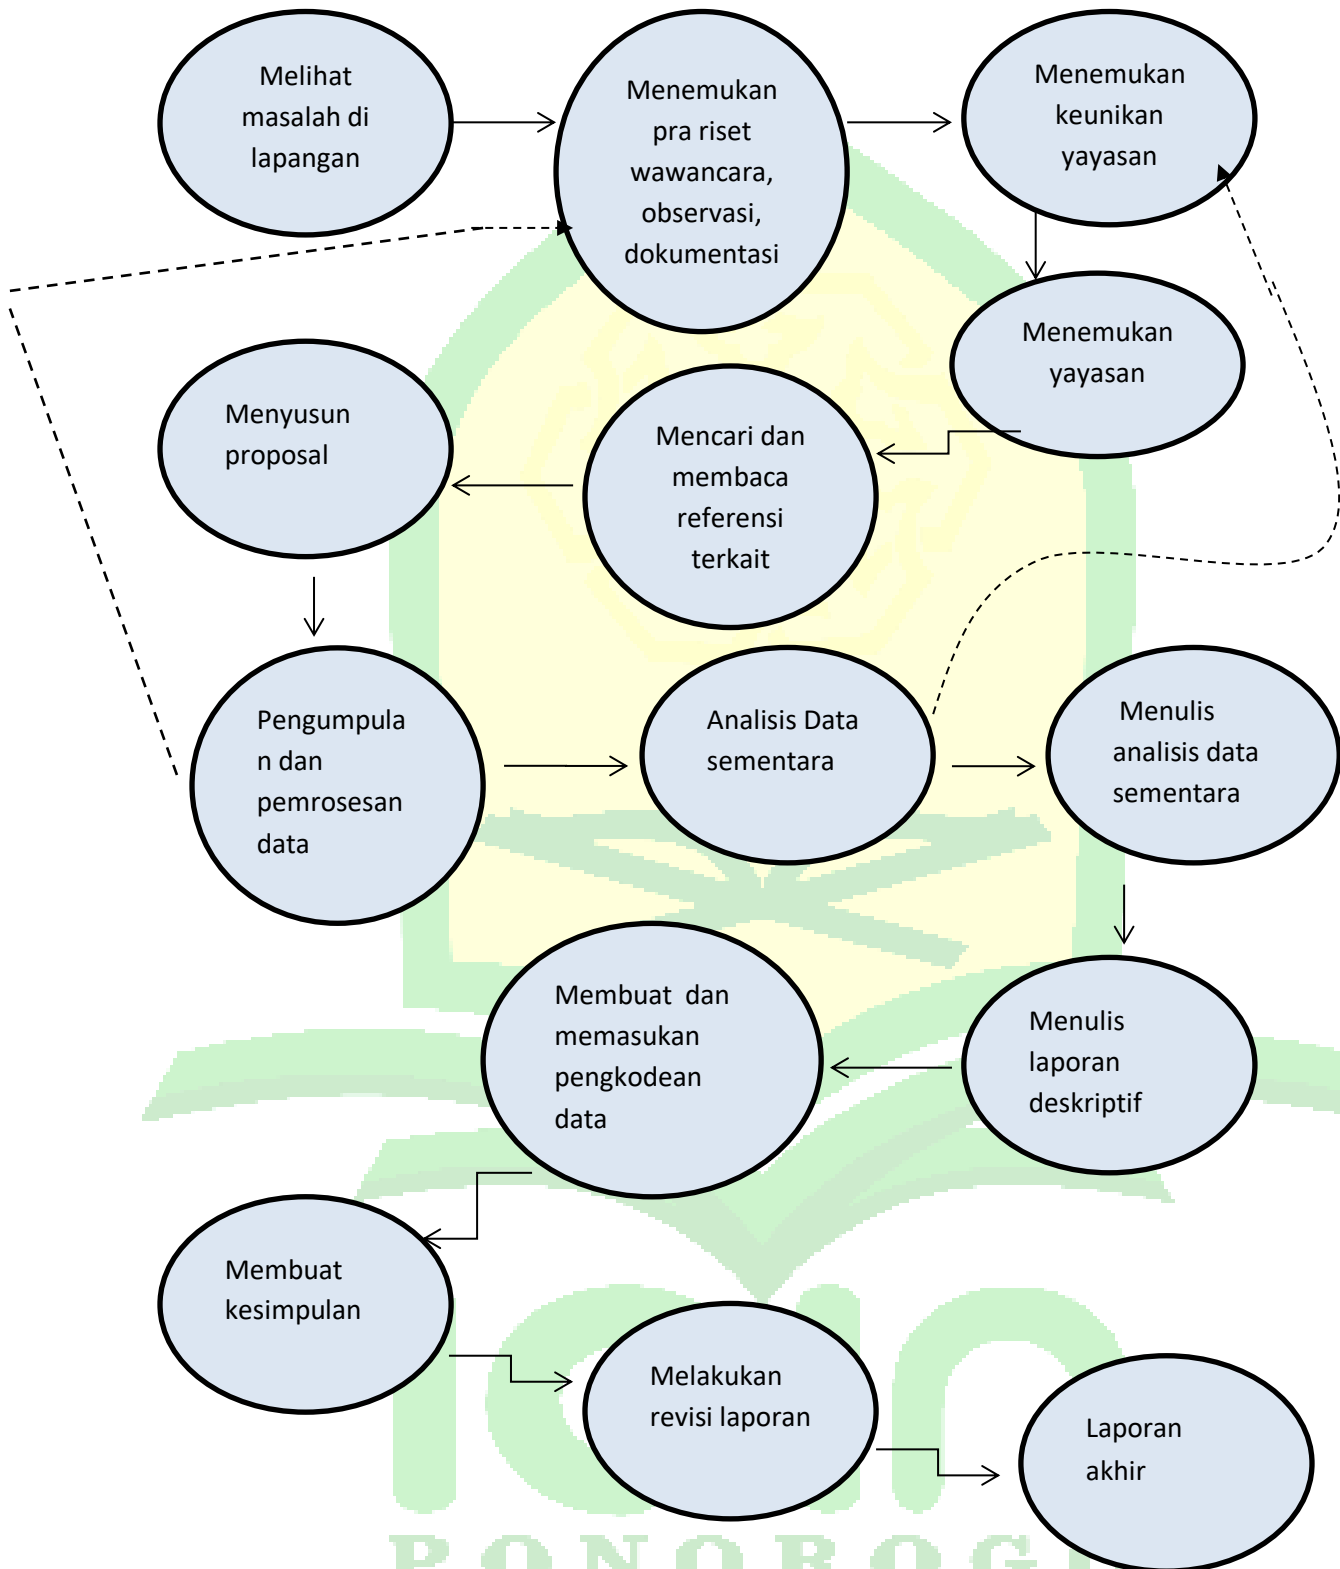 Melihat
masalah di
lapangan
Menemukan
pra riset
wawancara,
observasi,
dokumentasi
Menemukan
keunikan
yayasan
Menemukan
yayasan
Mencari dan
membaca
referensi
terkait
Menyusun
proposal
Pengumpula
n dan
pemrosesan
data
Analisis Data
sementara
Menulis
analisis data
sementara
Menulis
laporan
deskriptif
Membuat  dan
memasukan
pengkodean
data
Membuat
kesimpulan
Melakukan
revisi laporan
Laporan
akhir
iain